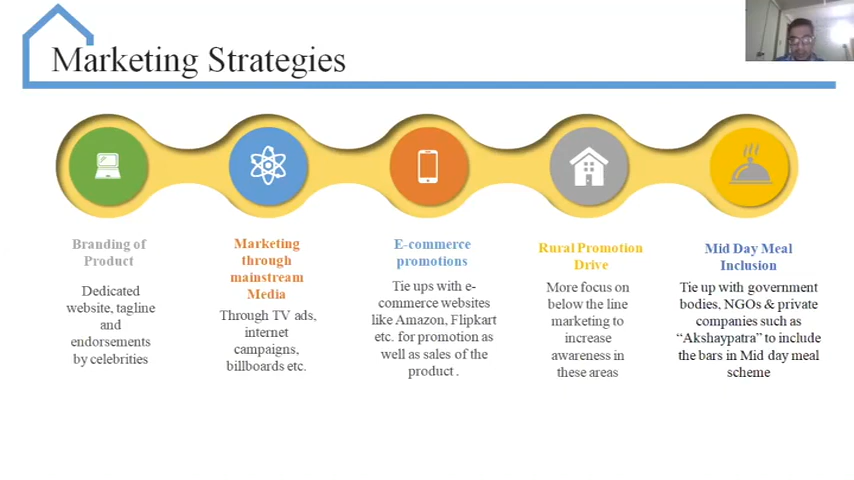 Marketing Strategies
Branding of
Product
Dedicated
website, tagline
and
endorsements
by celebrities
Marketing
through
mainstream
Media
Through TV ads,
internet
campaigns,
billboards etc.
E-commerce
promotions
Tie ups with e-
commerce websites
like Amazon, Flipkart
etc. for promotion as
well as sales of the
product .
Rural Promotion
Drive
More focus on
below the line
marketing to
increase
awareness in
these areas
Mid Day Meal
Inclusion
Tie up with government
bodies, NGOs & private
companies such as
“Akshaypatra” to include
the bars in Mid day meal
scheme